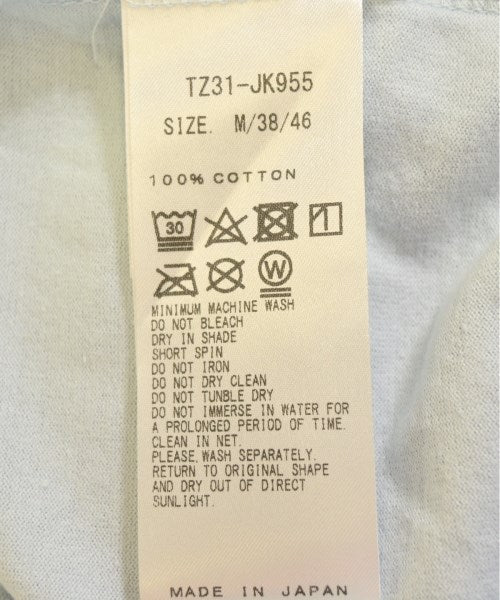 TZ31-JK955
SIZE. M/38/46
100% COTTON
30
W
MINIMUM MACHINE WASH
DO NOT BLEACH
DRY IN SHADE
SHORT SPIN
DO NOT IRON
DO NOT DRY CLEAN
DO NOT TUNBLE DRY
DO NOT IMMERSE IN WATER FOR
A PROLONGED PERIOD OF TIME.
CLEAN IN NET.
PLEASE WASH SEPARATELY.
RETURN TO ORIGINAL SHAPE
AND DRY OUT OF DIRECT
SUNLIGHT.
MADE IN JAPAN